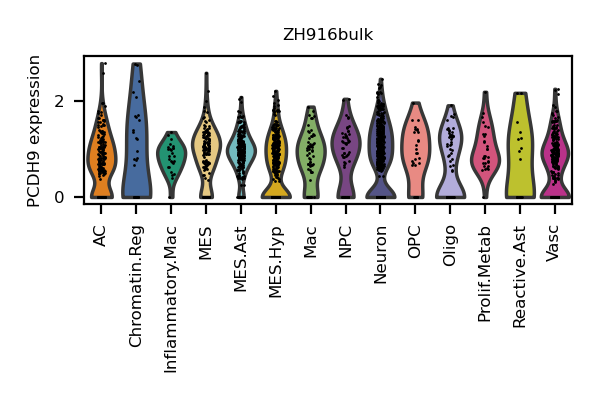 ZH916bulk
PCDH9 expression
2
0
AC
Chromatin.Reg
Inflammatory.Mac
MES
MES.Ast
MES.Hyp
Mac
NPC
Neuron
OPC
Oligo
Prolif.Metab
Reactive.Ast
Vasc